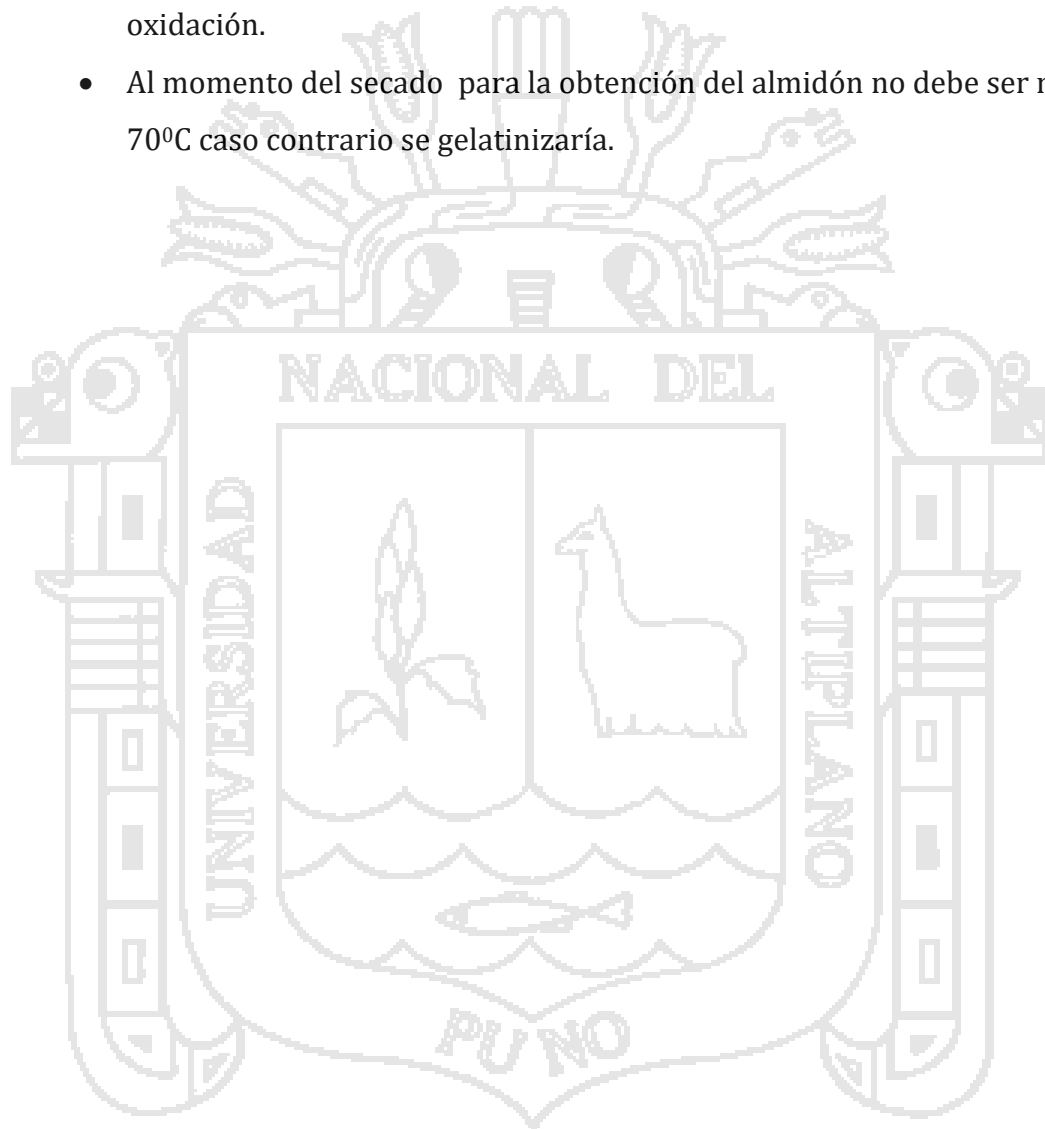 oxidación.
• Al momento del secado para la obtención del almidón no debe ser
70⁰C caso contrario se gelatinizaría.
NACIONAL DEL
UNIVERSIDAD
ALTIPLANO
PUNO